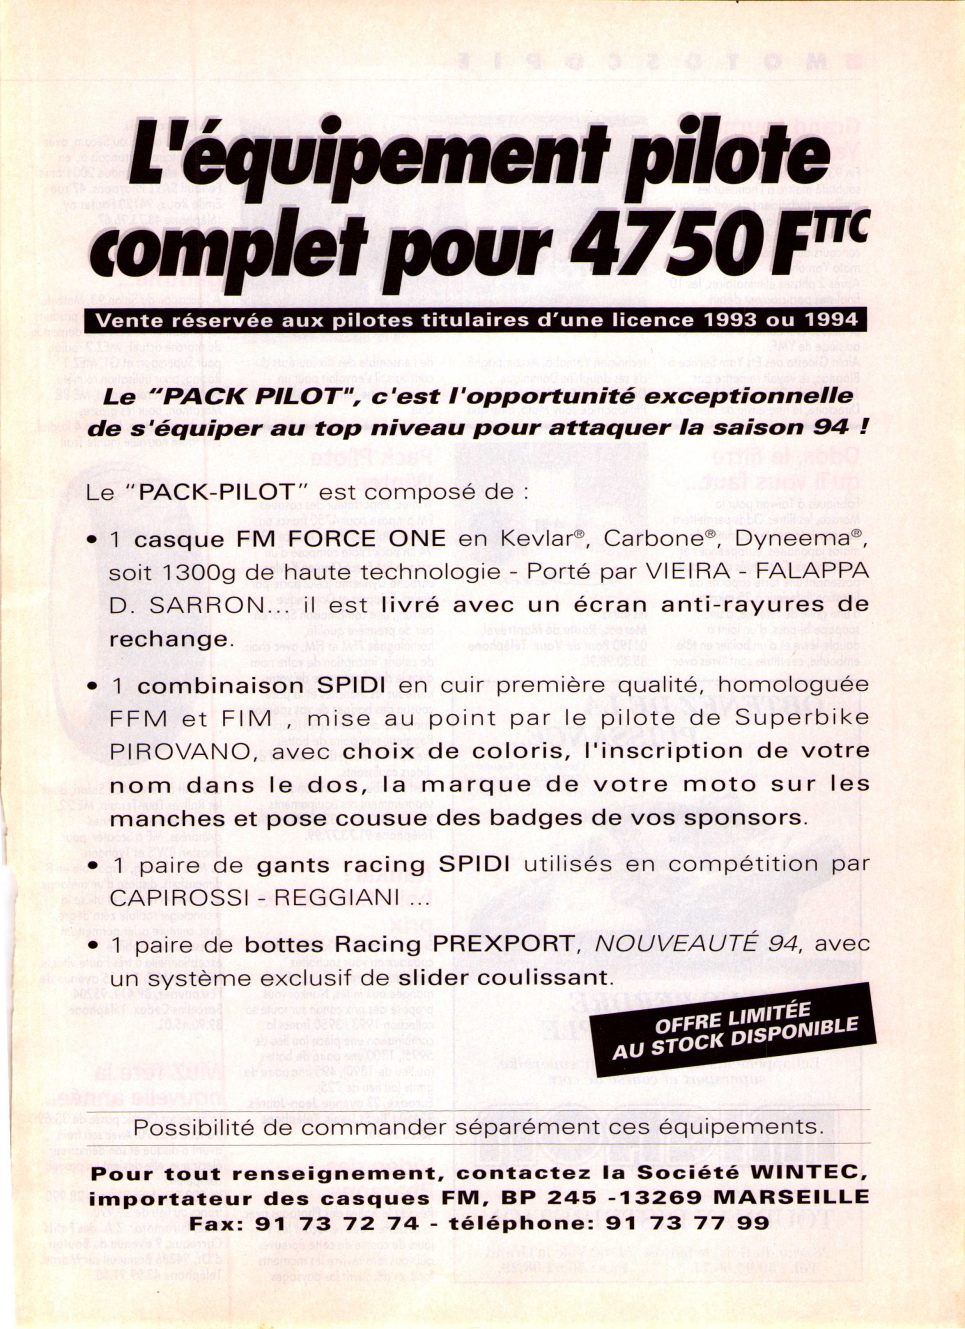 L'équipement pilote
complet pour 4750 F TTC
Vente réservée aux pilotes titulaires d'une licence 1993 ou 1994
Le "PACK PILOT", c'est l'opportunité exceptionnelle
de s'équiper au top niveau pour attaquer la saison 94 !
Le "PACK-PILOT" est composé de :
• 1 casque FM FORCE ONE en Kevlar®, Carbone®, Dyneema®,
soit 1300g de haute technologie - Porté par VIEIRA - FALAPPA
D. SARRON... il est livré avec un écran anti-rayures de
rechange.
• 1 combinaison SPIDI en cuir première qualité, homologuée
FFM et FIM , mise au point par le pilote de Superbike
PIROVANO, avec choix de coloris, l'inscription de votre
nom dans le dos, la marque de votre moto sur les
manches et pose cousue des badges de vos sponsors.
• 1 paire de gants racing SPIDI utilisés en compétition par
CAPIROSSI - REGGIANI ...
• 1 paire de bottes Racing PREXPORT, NOUVEAUTÉ 94, avec
un système exclusif de slider coulissant.
OFFRE LIMITÉE
AU STOCK DISPONIBLE
Possibilité de commander séparément ces équipements.
Pour tout renseignement, contactez la Société WINTEC,
importateur des casques FM, BP 245 -13269 MARSEILLE
Fax: 91 73 72 74 - téléphone: 91 73 77 99